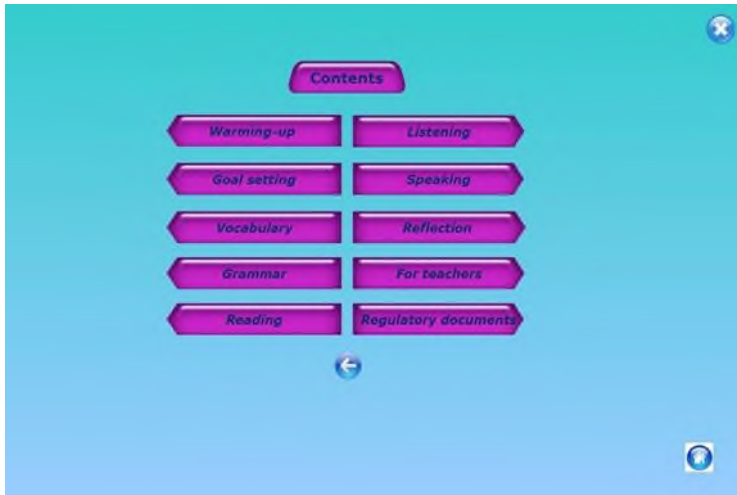 Contents
Warming-up
Listening
Goal setting
Speaking
Vocabulary
Reflection
Grammar
For teachers
Reading
Regulatory documents